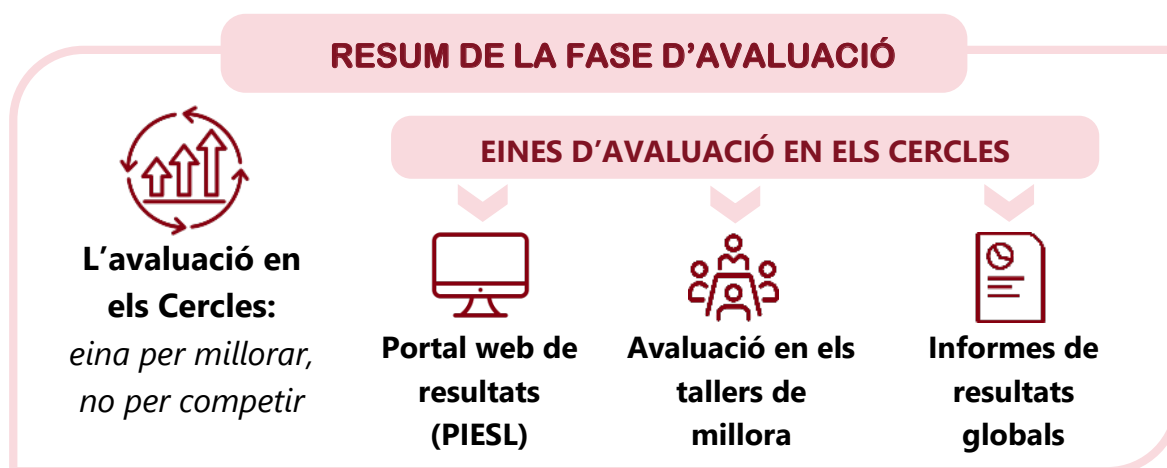 RESUM DE LA FASE D’AVALUACIÓ
L’avaluació en
els Cercles:
eina per millorar,
no per competir
EINES D’AVALUACIÓ EN ELS CERCLES
Portal web de
resultats
(PIESL)
Avaluació en els
tallers de
millora
Informes de
resultats
globals